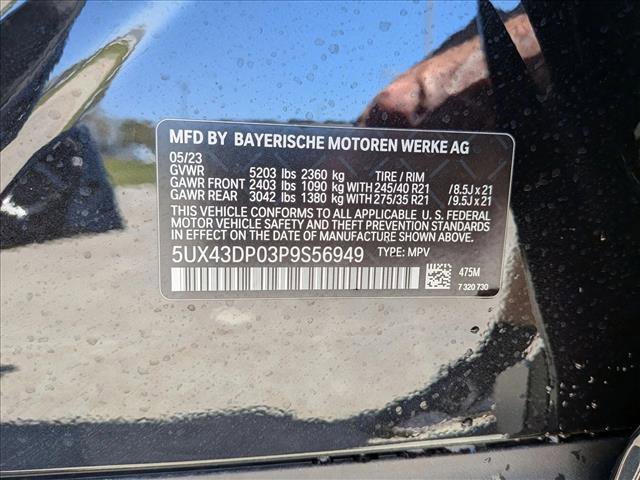 MFD BY BAYERISCHE MOTOREN WERKE AG
05/23
GVWR 5203 lbs 2360 kg TIRE / RIM
GAWR FRONT 2403 lbs 1090 kg WITH 245/40 R21 /8.5J x 21
GAWR REAR 3042 lbs 1380 kg WITH 275/35 R21 /9.5J x 21
THIS VEHICLE CONFORMS TO ALL APPLICABLE U. S. FEDERAL
MOTOR VEHICLE SAFETY, BUMPER, AND THEFT PREVENTION
STANDARDS IN EFFECT ON THE DATE OF MANUFACTURE SHOWN ABOVE.
5UX43DP03P9S56949 TYPE: MPV
475M
7 320 730